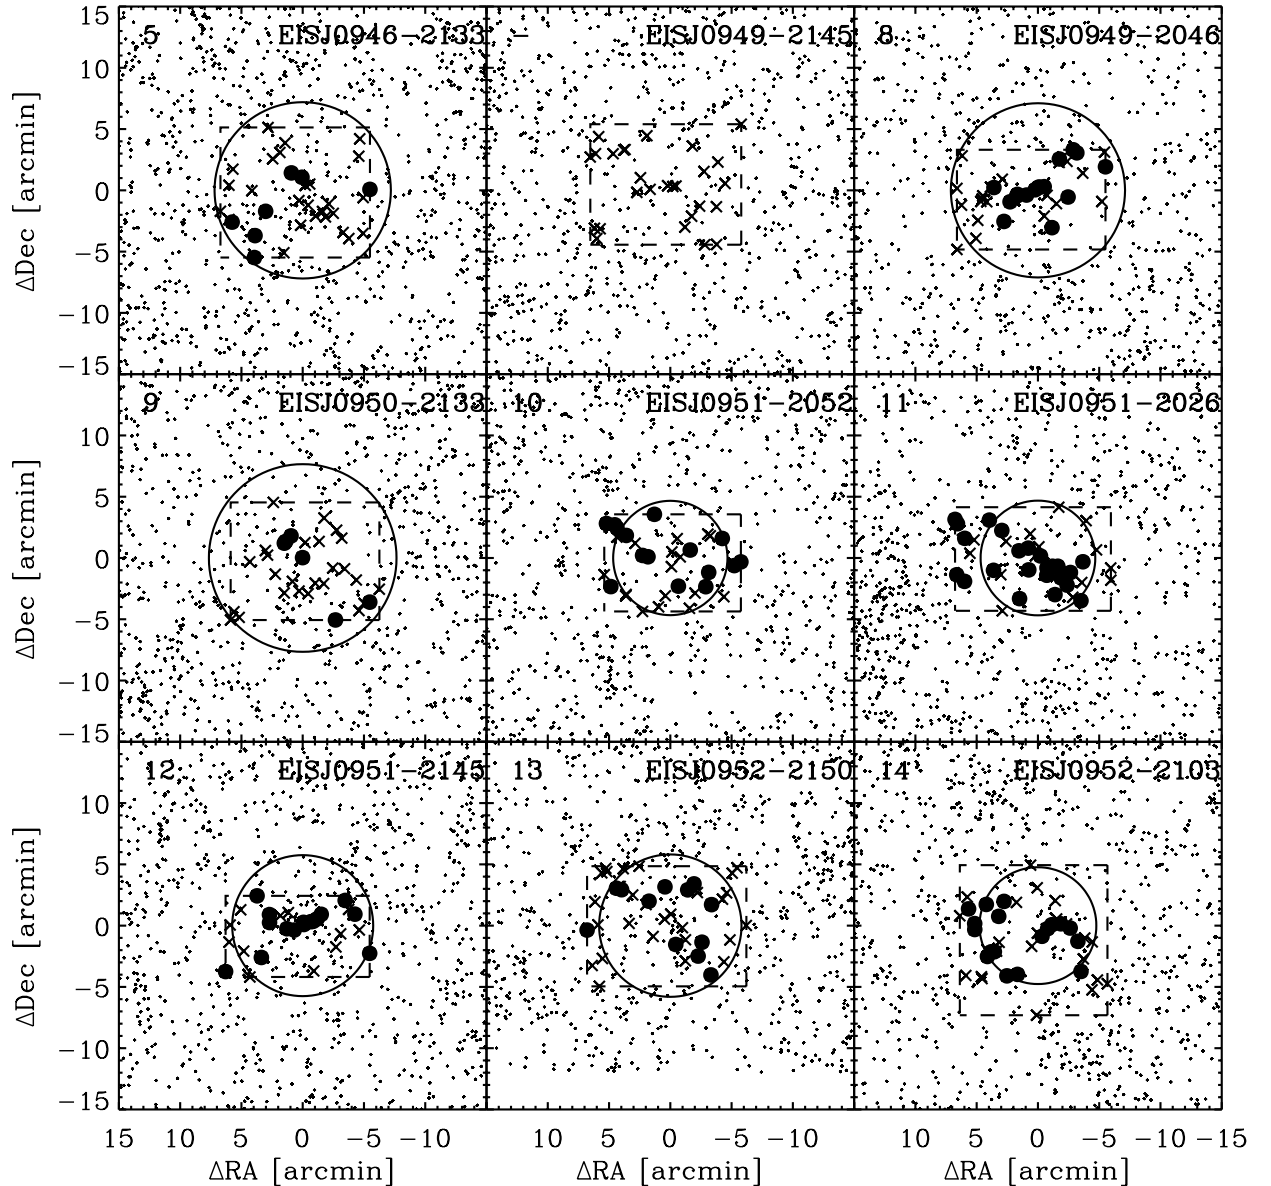 5 EISJ0946−2133
− EISJ0949−2145
8 EISJ0949−2046
15
10
5
0
−5
−10
−15
ΔDec [arcmin]
9 EISJ0950−2133
10 EISJ0951−2052
11 EISJ0951−2026
10
5
0
−5
−10
−15
ΔDec [arcmin]
12 EISJ0951−2145
13 EISJ0952−2150
14 EISJ0952−2103
10
5
0
−5
−10
−15
ΔDec [arcmin]
15 10 5 0 −5 −10
10 5 0 −5 −10
10 5 0 −5 −10 −15
ΔRA [arcmin]
ΔRA [arcmin]
ΔRA [arcmin]